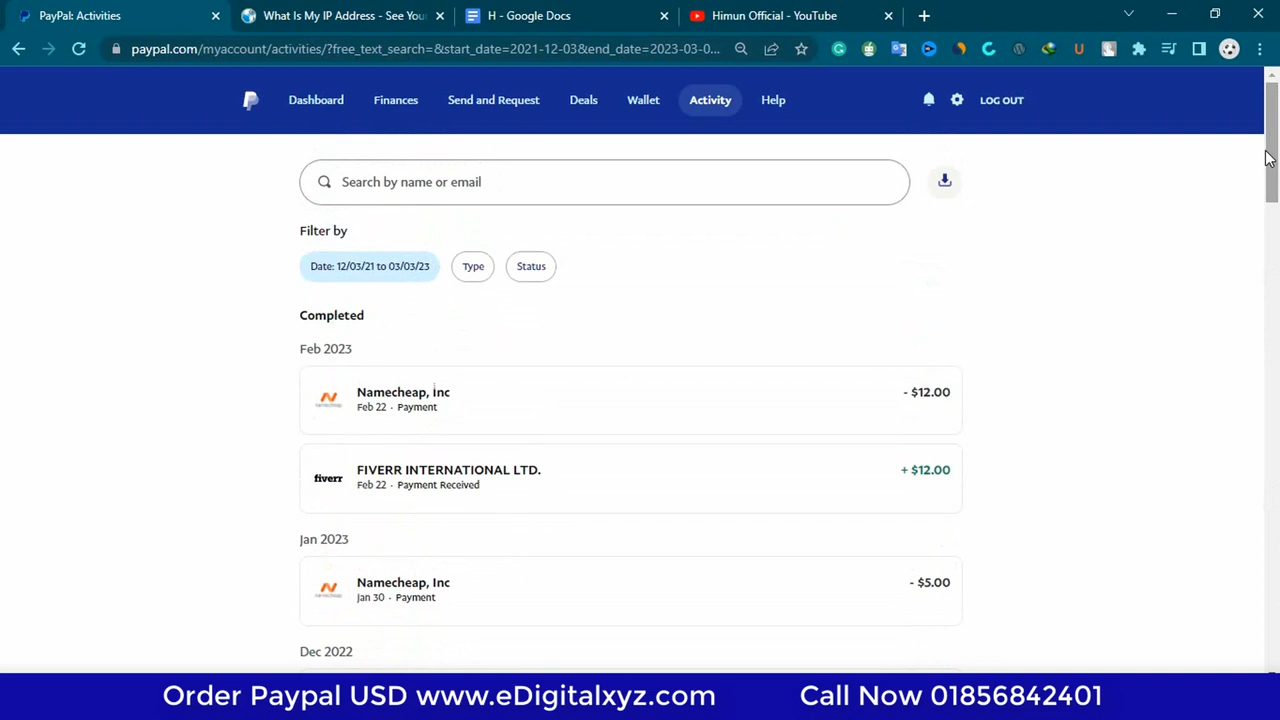 PayPal: Activities
What Is My IP Address - See You
H - Google Docs
Himun Official - YouTube
paypal.com/myaccount/activities/?free_text_search=&start_date=2021-12-03&end_date=2023-03-0...
Dashboard
Finances
Send and Request
Deals
Wallet
Activity
Help
LOG OUT
Search by name or email
Filter by
Date: 12/03/21 to 03/03/23
Type
Status
Completed
Feb 2023
Namecheap, Inc
- $12.00
Feb 22 · Payment
namecheap
FIVERR INTERNATIONAL LTD.
+ $12.00
fiverr
Feb 22 · Payment Received
Jan 2023
Namecheap, Inc
- $5.00
namecheap
Jan 30 · Payment
Dec 2022
Order Paypal USD www.eDigitalxyz.com
Call Now 01856842401